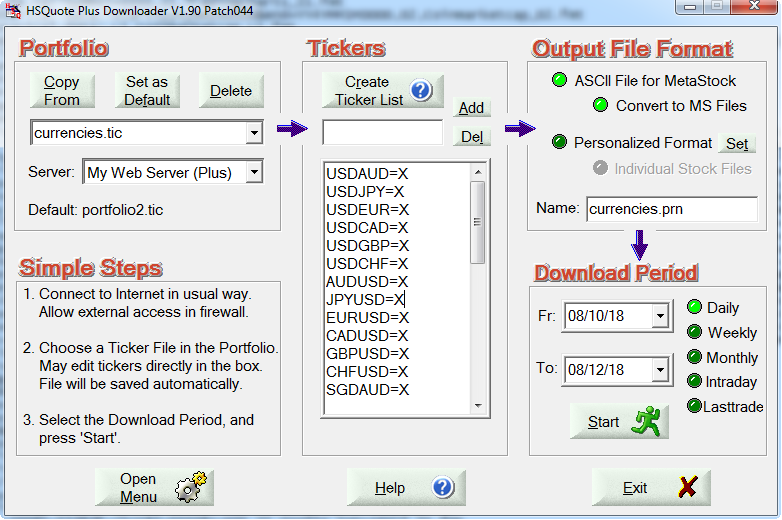 HSQuote Plus Downloader V1.90 Patch044
Portfolio
Copy
From
Set as
Default
Delete
currencies.tic
Server:
My Web Server (Plus)
Default: portfolio2.tic
Simple Steps
1. Connect to Internet in usual way.
Allow external access in firewall.
2. Choose a Ticker File in the Portfolio.
May edit tickers directly in the box.
File will be saved automatically.
3. Select the Download Period, and
press 'Start'.
Tickers
Create
Ticker List
Add
Del
USDAUD=X
USDJPY=X
USDEUR=X
USDCAD=X
USDGBP=X
USDCHF=X
AUDUSD=X
JPYUSD=X
EURUSD=X
CADUSD=X
GBPUSD=X
CHFUSD=X
SGDAUD=X
Output File Format
ASCII File for MetaStock
Convert to MS Files
Personalized Format
Set
Individual Stock Files
Name:
currencies.prn
Download Period
Fr:
08/10/18
To:
08/12/18
Daily
Weekly
Monthly
Intraday
Lasttrade
Start
Open
Menu
Help
Exit